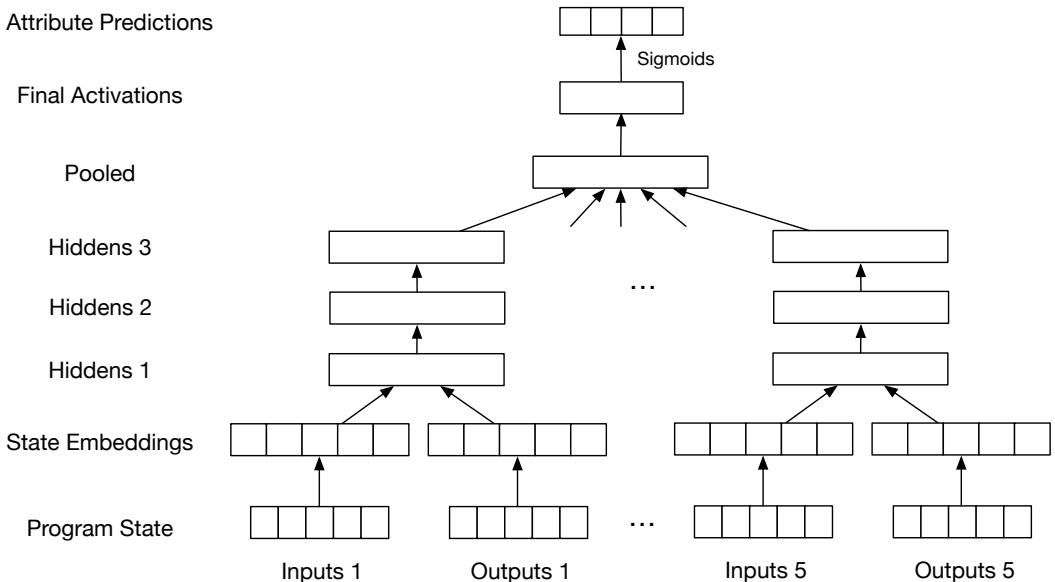 Attribute Predictions
Sigmoids
Final Activations
Pooled
Hiddens 3
...
Hiddens 2
Hiddens 1
State Embeddings
Program State
...
Inputs 1
Outputs 1
Inputs 5
Outputs 5